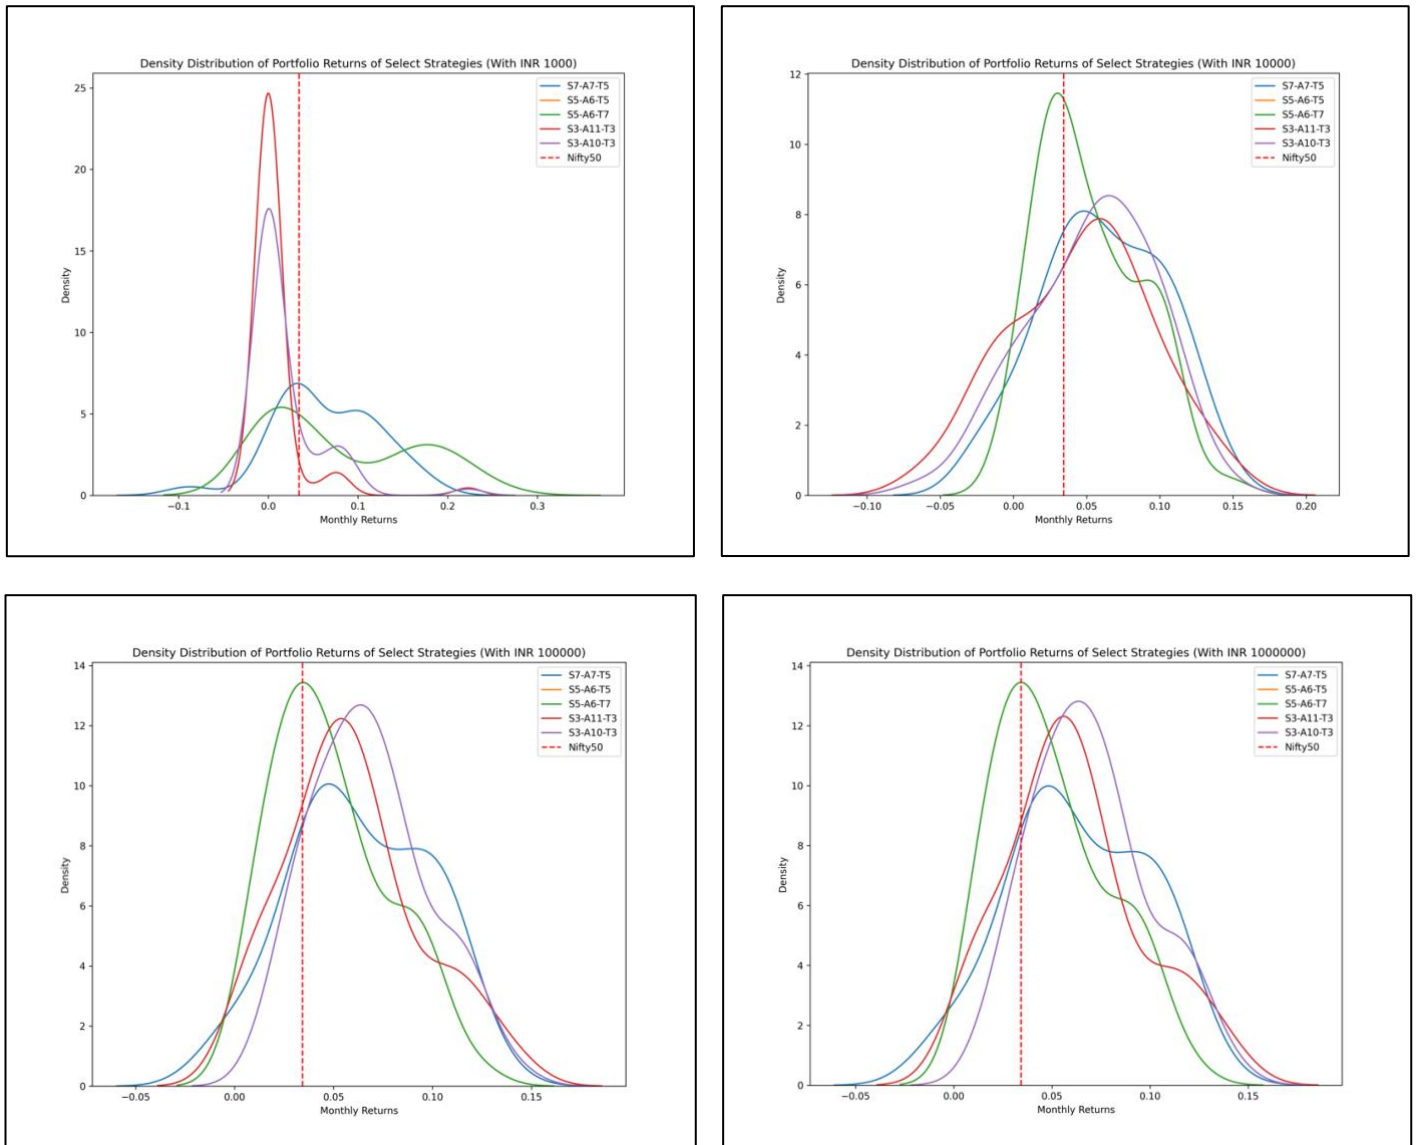 Density Distribution of Portfolio Returns of Select Strategies (With INR 1000)
S7-A7-T5
S5-A6-T5
S5-A6-T7
S3-A11-T3
S3-A10-T3
Nifty50
25
20
15
10
5
0
Density
−0.1 0.0 0.1 0.2 0.3
Monthly Returns
Density Distribution of Portfolio Returns of Select Strategies (With INR 10000)
S7-A7-T5
S5-A6-T5
S5-A6-T7
S3-A11-T3
S3-A10-T3
Nifty50
12
10
8
6
4
2
0
Density
−0.10 −0.05 0.00 0.05 0.10 0.15 0.20
Monthly Returns
Density Distribution of Portfolio Returns of Select Strategies (With INR 100000)
S7-A7-T5
S5-A6-T5
S5-A6-T7
S3-A11-T3
S3-A10-T3
Nifty50
14
12
10
8
6
4
2
0
Density
−0.05 0.00 0.05 0.10 0.15
Monthly Returns
Density Distribution of Portfolio Returns of Select Strategies (With INR 1000000)
S7-A7-T5
S5-A6-T5
S5-A6-T7
S3-A11-T3
S3-A10-T3
Nifty50
14
12
10
8
6
4
2
0
Density
−0.05 0.00 0.05 0.10 0.15
Monthly Returns